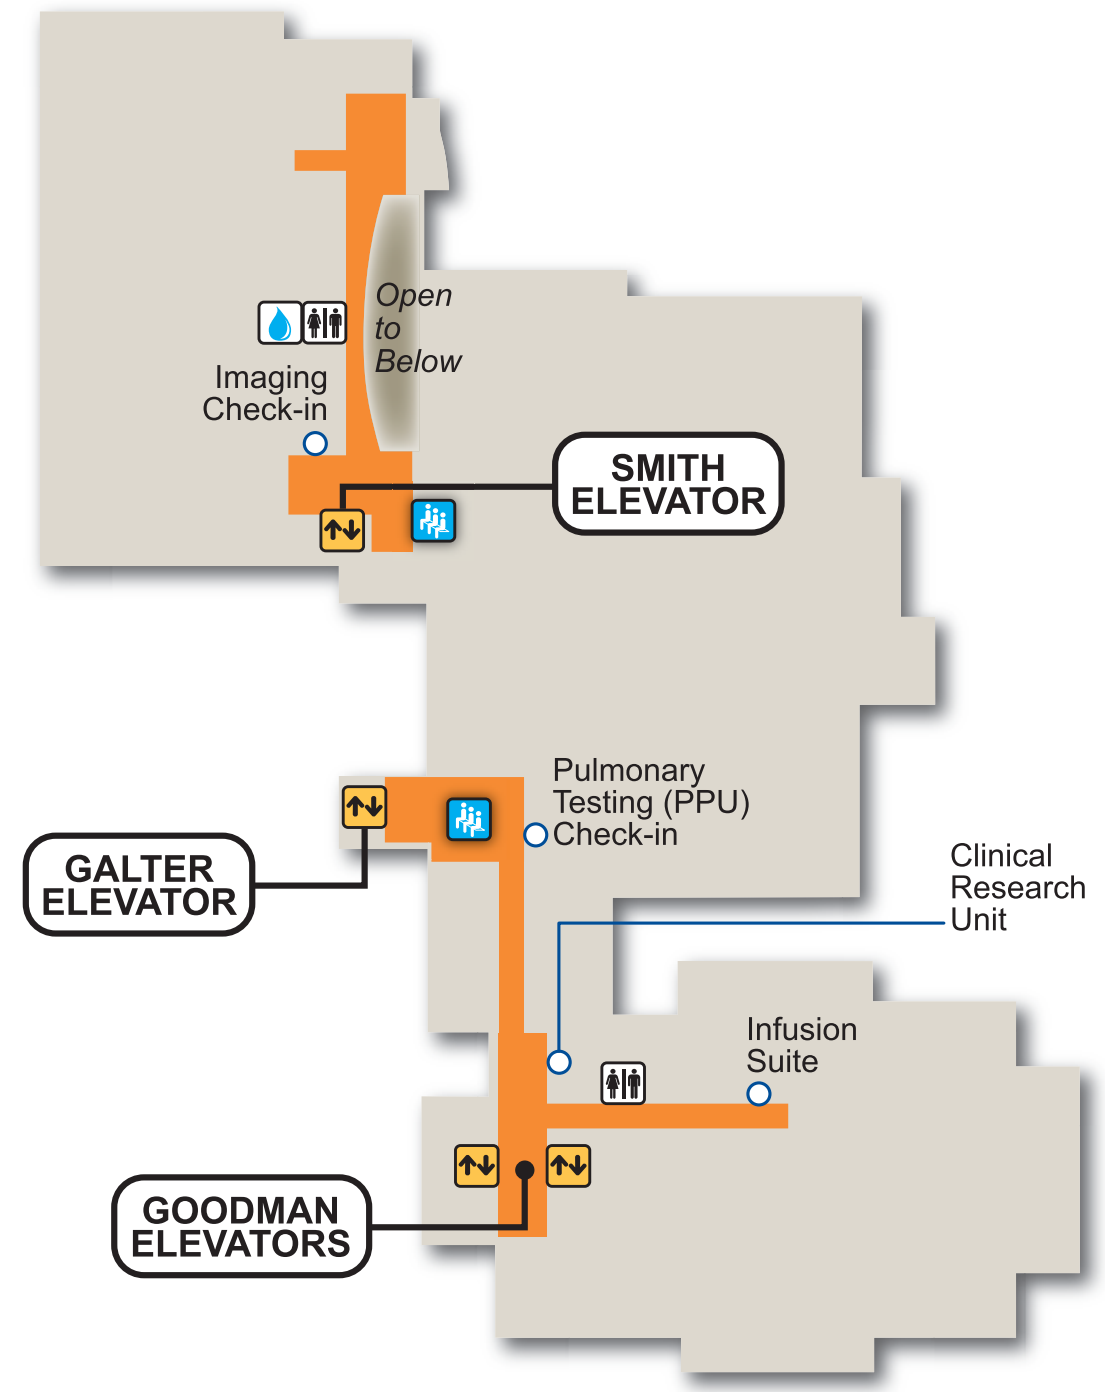 Open
to
Below
Imaging
Check-in
SMITH
ELEVATOR
Pulmonary
Testing (PPU)
Check-in
GALTER
ELEVATOR
Clinical
Research
Unit
Infusion
Suite
GOODMAN
ELEVATORS